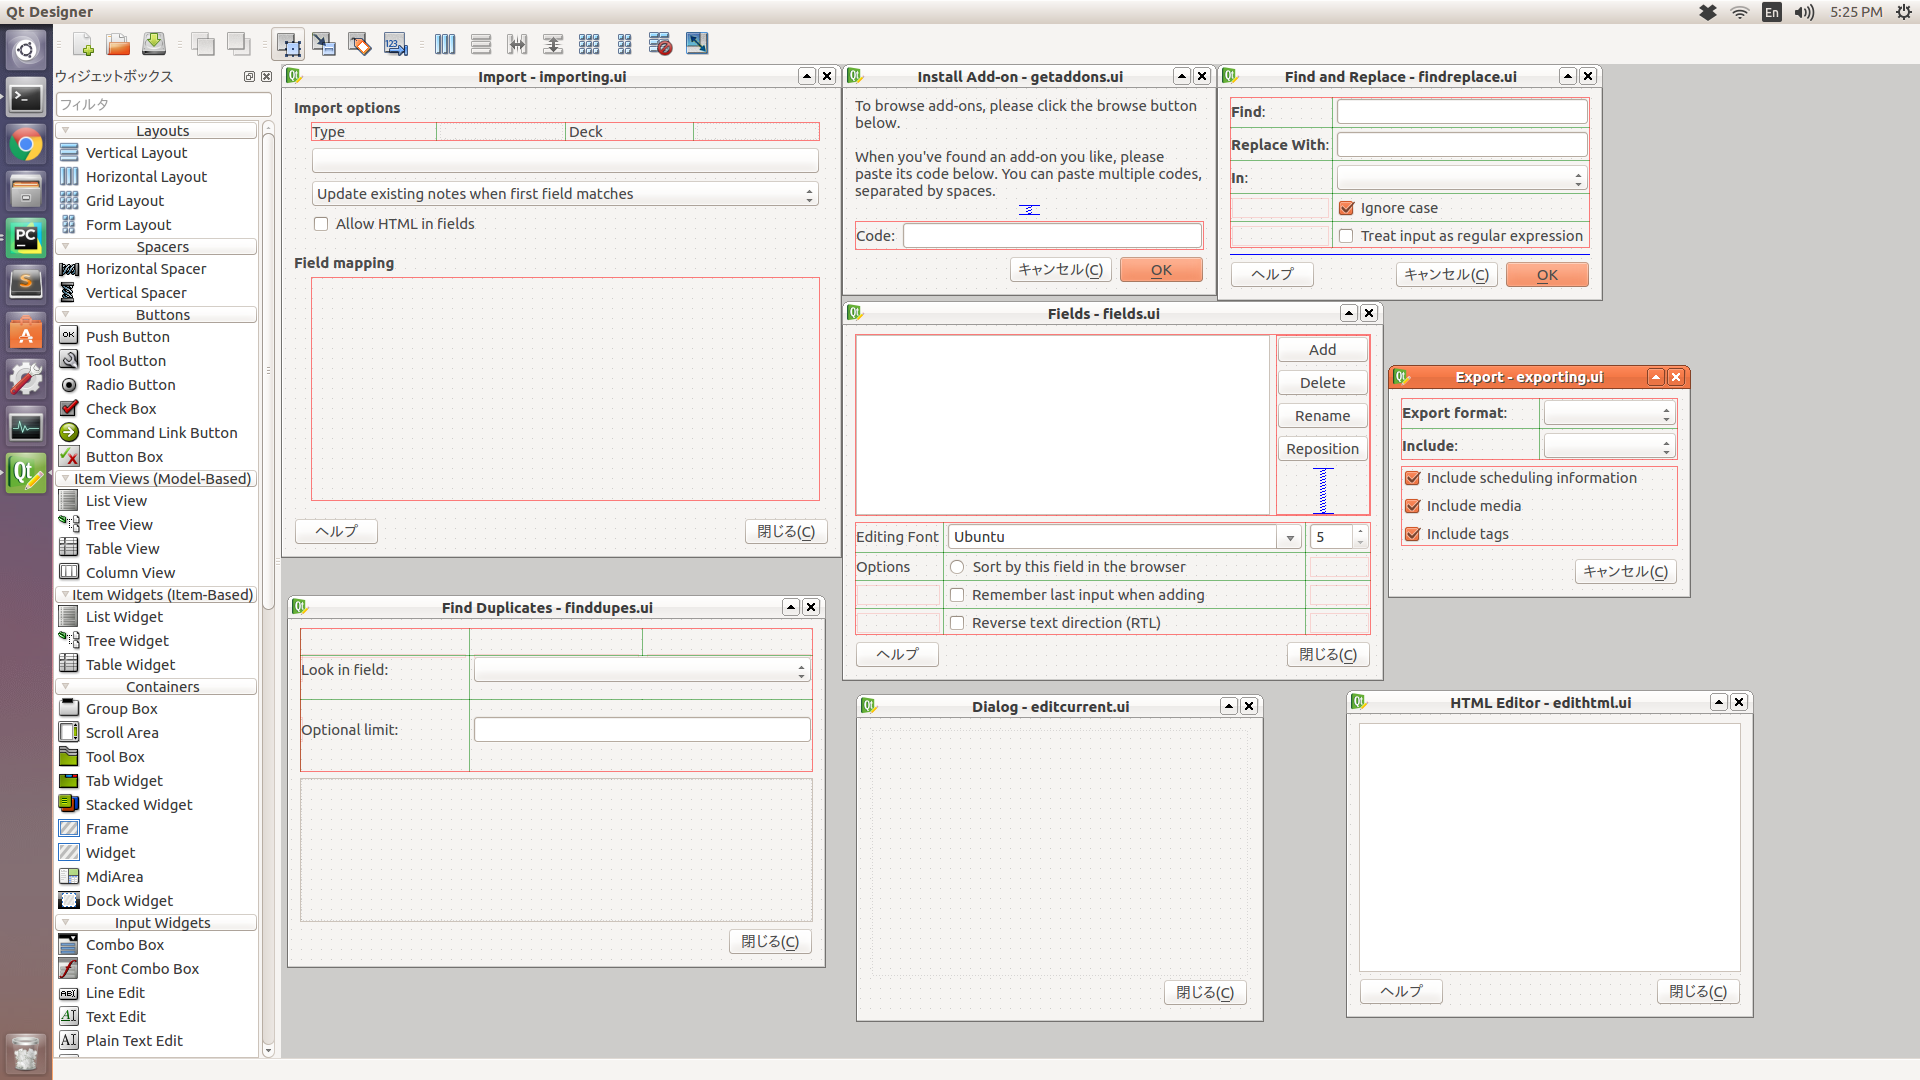 Qt Designer
En
5:25 PM
ウィジェットボックス
フィルタ
Layouts
Vertical Layout
Horizontal Layout
Grid Layout
Form Layout
Spacers
Horizontal Spacer
Vertical Spacer
Buttons
Push Button
Tool Button
Radio Button
Check Box
Command Link Button
Button Box
Item Views (Model-Based)
List View
Tree View
Table View
Column View
Item Widgets (Item-Based)
List Widget
Tree Widget
Table Widget
Containers
Group Box
Scroll Area
Tool Box
Tab Widget
Stacked Widget
Frame
Widget
MdiArea
Dock Widget
Input Widgets
Combo Box
Font Combo Box
Line Edit
Text Edit
Plain Text Edit
Import - importing.ui
Import options
Type
Deck
Update existing notes when first field matches
Allow HTML in fields
Field mapping
ヘルプ
閉じる(C)
Install Add-on - getaddons.ui
To browse add-ons, please click the browse button
below.
When you've found an add-on you like, please
paste its code below. You can paste multiple codes,
separated by spaces.
Code:
キャンセル(C)
OK
Find and Replace - findreplace.ui
Find:
Replace With:
In:
Ignore case
Treat input as regular expression
ヘルプ
キャンセル(C)
OK
Fields - fields.ui
Add
Delete
Rename
Reposition
Editing Font
Ubuntu
5
Options
Sort by this field in the browser
Remember last input when adding
Reverse text direction (RTL)
ヘルプ
閉じる(C)
Export - exporting.ui
Export format:
Include:
Include scheduling information
Include media
Include tags
キャンセル(C)
Find Duplicates - finddupes.ui
Look in field:
Optional limit:
閉じる(C)
Dialog - editcurrent.ui
閉じる(C)
HTML Editor - edithtml.ui
ヘルプ
閉じる(C)